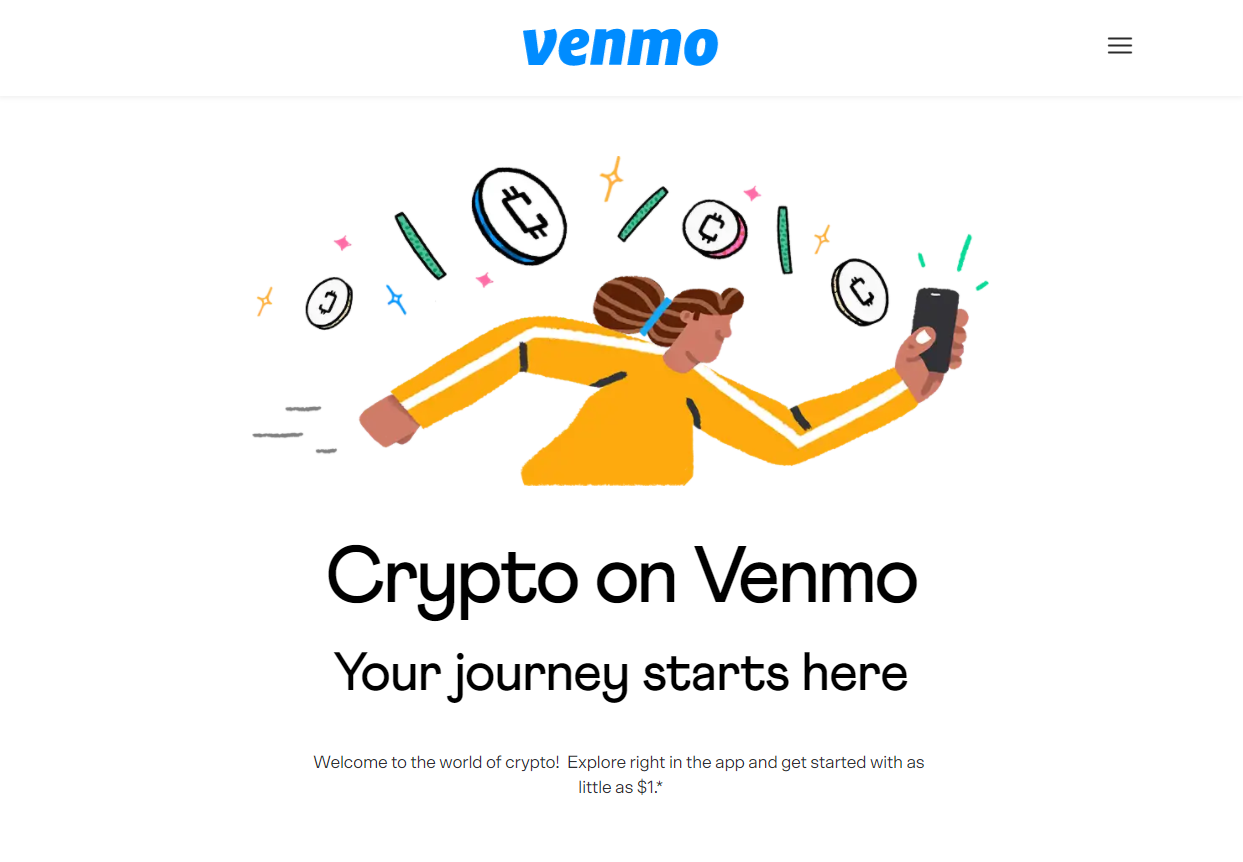 venmo
Crypto on Venmo
Your journey starts here
Welcome to the world of crypto!  Explore right in the app and get started with as
little as $1.*